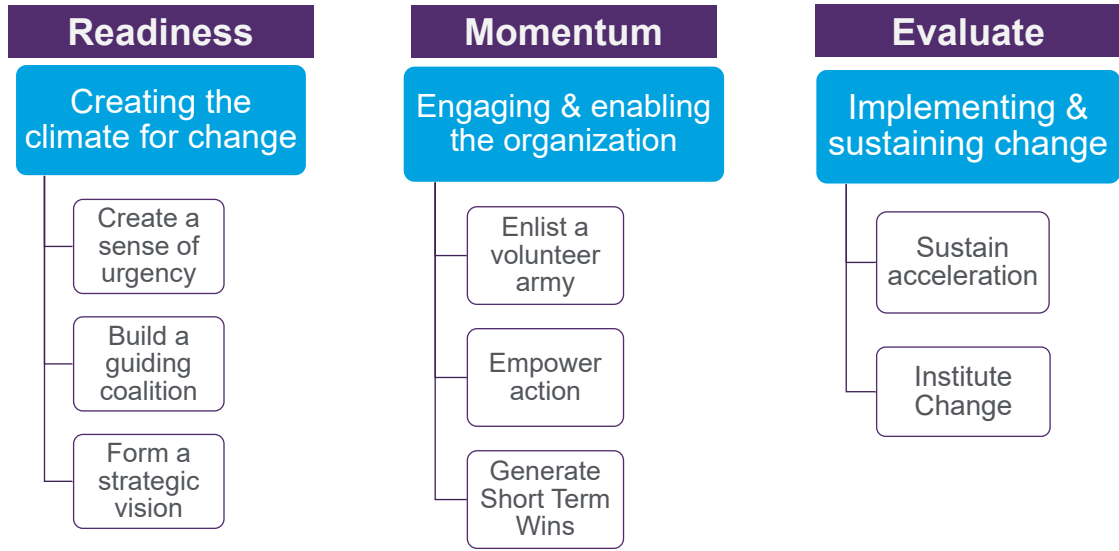 Readiness
Creating the
climate for change
Create a
sense of
urgency
Build a
guiding
coalition
Form a
strategic
vision
Momentum
Engaging & enabling
the organization
Enlist a
volunteer
army
Empower
action
Generate
Short Term
Wins
Evaluate
Implementing &
sustaining change
Sustain
acceleration
Institute
Change